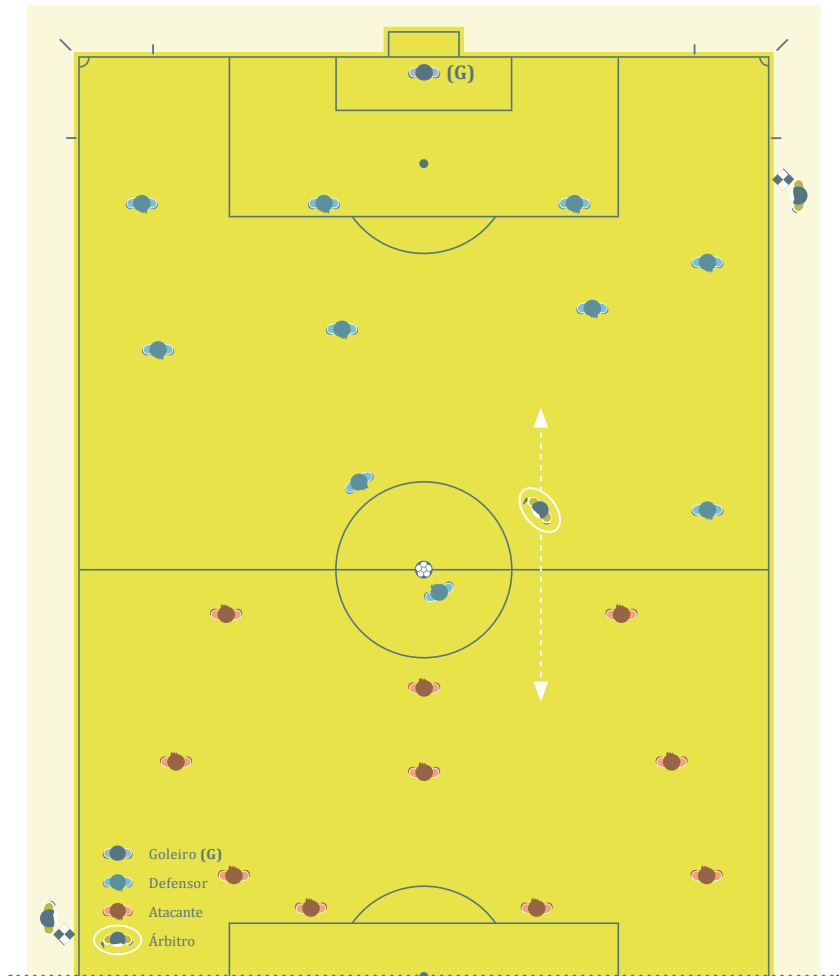 (G)
Goleiro (G)
Defensor
Atacante
Árbitro